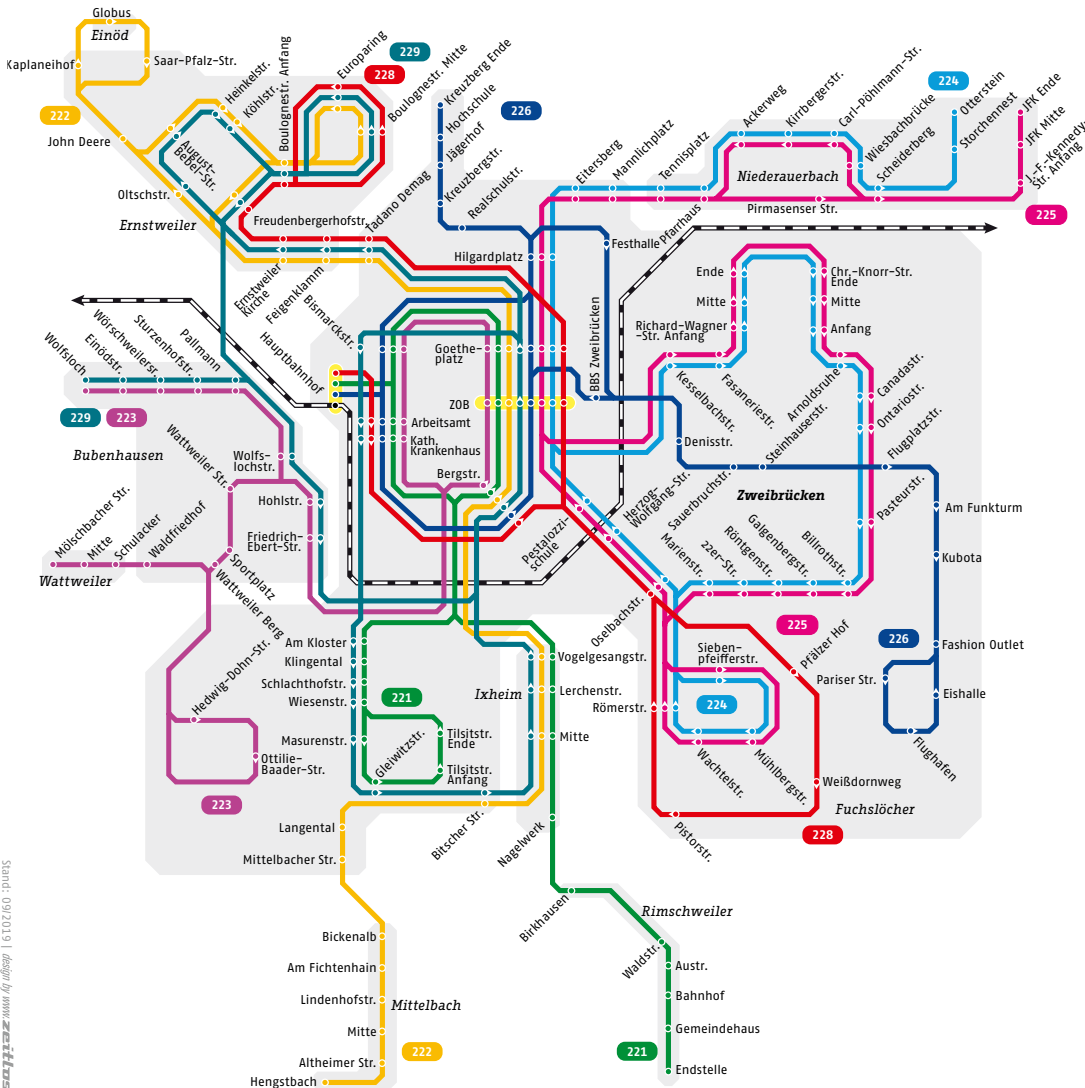 Globus
Einöd
Kaplaneihof
Saar-Pfalz-Str.
222
John Deere
Heinkelstr.
Köhlstr.
Boulognestr. Anfang
Europaring
229
228
Boulognestr. Mitte
August-
Bebel-Str.
Oltschstr.
Ernstweiler
Freudenbergerhofstr.
Tadano Demag
Ernstweiler
Kirche
Feigenklamm
Bismarckstr.
Kreuzberg Ende
226
Hochschule
Jägerhof
Kreuzbergstr.
Realschulstr.
Hilgardplatz
Festhalle
Pfarrhaus
BBS Zweibrücken
Eitersberg
Mannlichplatz
Tennisplatz
Ackerweg
Kirrbergerstr.
Carl-Pöhlmann-Str.
Niederauerbach
Pirmasenser Str.
Wiesbachbrücke
Scheiderberg
224
Otterstein
Storchennest
JFK Ende
JFK Mitte
J.-F.-Kennedy-
Str. Anfang
225
Ende
Mitte
Richard-Wagner
-Str. Anfang
Chr.-Knorr-Str.
Ende
Mitte
Anfang
Kesselbachstr.
Fasaneriestr.
Arnoldsruhe
Canadastr.
Ontariostr.
Denisstr.
Steinhauserstr.
Flugplatzstr.
Sauerbruchstr.
Zweibrücken
Pasteurstr.
Herzog-
Wolfgang-Str.
Marienstr.
22er-Str.
Röntgenstr.
Galgenbergstr.
Billrothstr.
Am Funkturm
Kubota
226
Fashion Outlet
Pariser Str.
Eishalle
Flughafen
225
Sieben-
pfeifferstr.
224
Wachtelstr.
Mühlbergstr.
Pfälzer Hof
Weißdornweg
Fuchslöcher
228
Pistorstr.
Römerstr.
Oselbachstr.
Pestalozzi-
schule
Wolfsloch
Einödstr.
Wörschweilersr.
Sturzenhofstr.
Pallmann
Hauptbahnhof
229
223
Bubenhausen
Goethe-
platz
ZOB
Arbeitsamt
Kath.
Krankenhaus
Bergstr.
Wattweiler Str.
Wolfs-
lochstr.
Hohlstr.
Friedrich-
Ebert-Str.
Mölschbacher Str.
Mitte
Schulacker
Waldfriedhof
Wattweiler
Sportplatz
Wattweiler Berg
Hedwig-Dohn-Str.
Ottilie-
Baader-Str.
223
Am Kloster
Klingental
Schlachthofstr.
Wiesenstr.
Masurenstr.
221
Gleiwitzstr.
Tilsitstr.
Ende
Tilsitstr.
Anfang
Ixheim
Vogelgesangstr.
Lerchenstr.
Mitte
Bitscher Str.
Nagelwerk
Langental
Mittelbacher Str.
Bickenalb
Am Fichtenhain
Lindenhofstr.
Mittelbach
Mitte
Altheimer Str.
222
Hengstbach
Birkhausen
Rimschweiler
Waldstr.
Austr.
Bahnhof
Gemeindehaus
221
Endstelle
Stand: 09/2019 | design by www.zeitlos